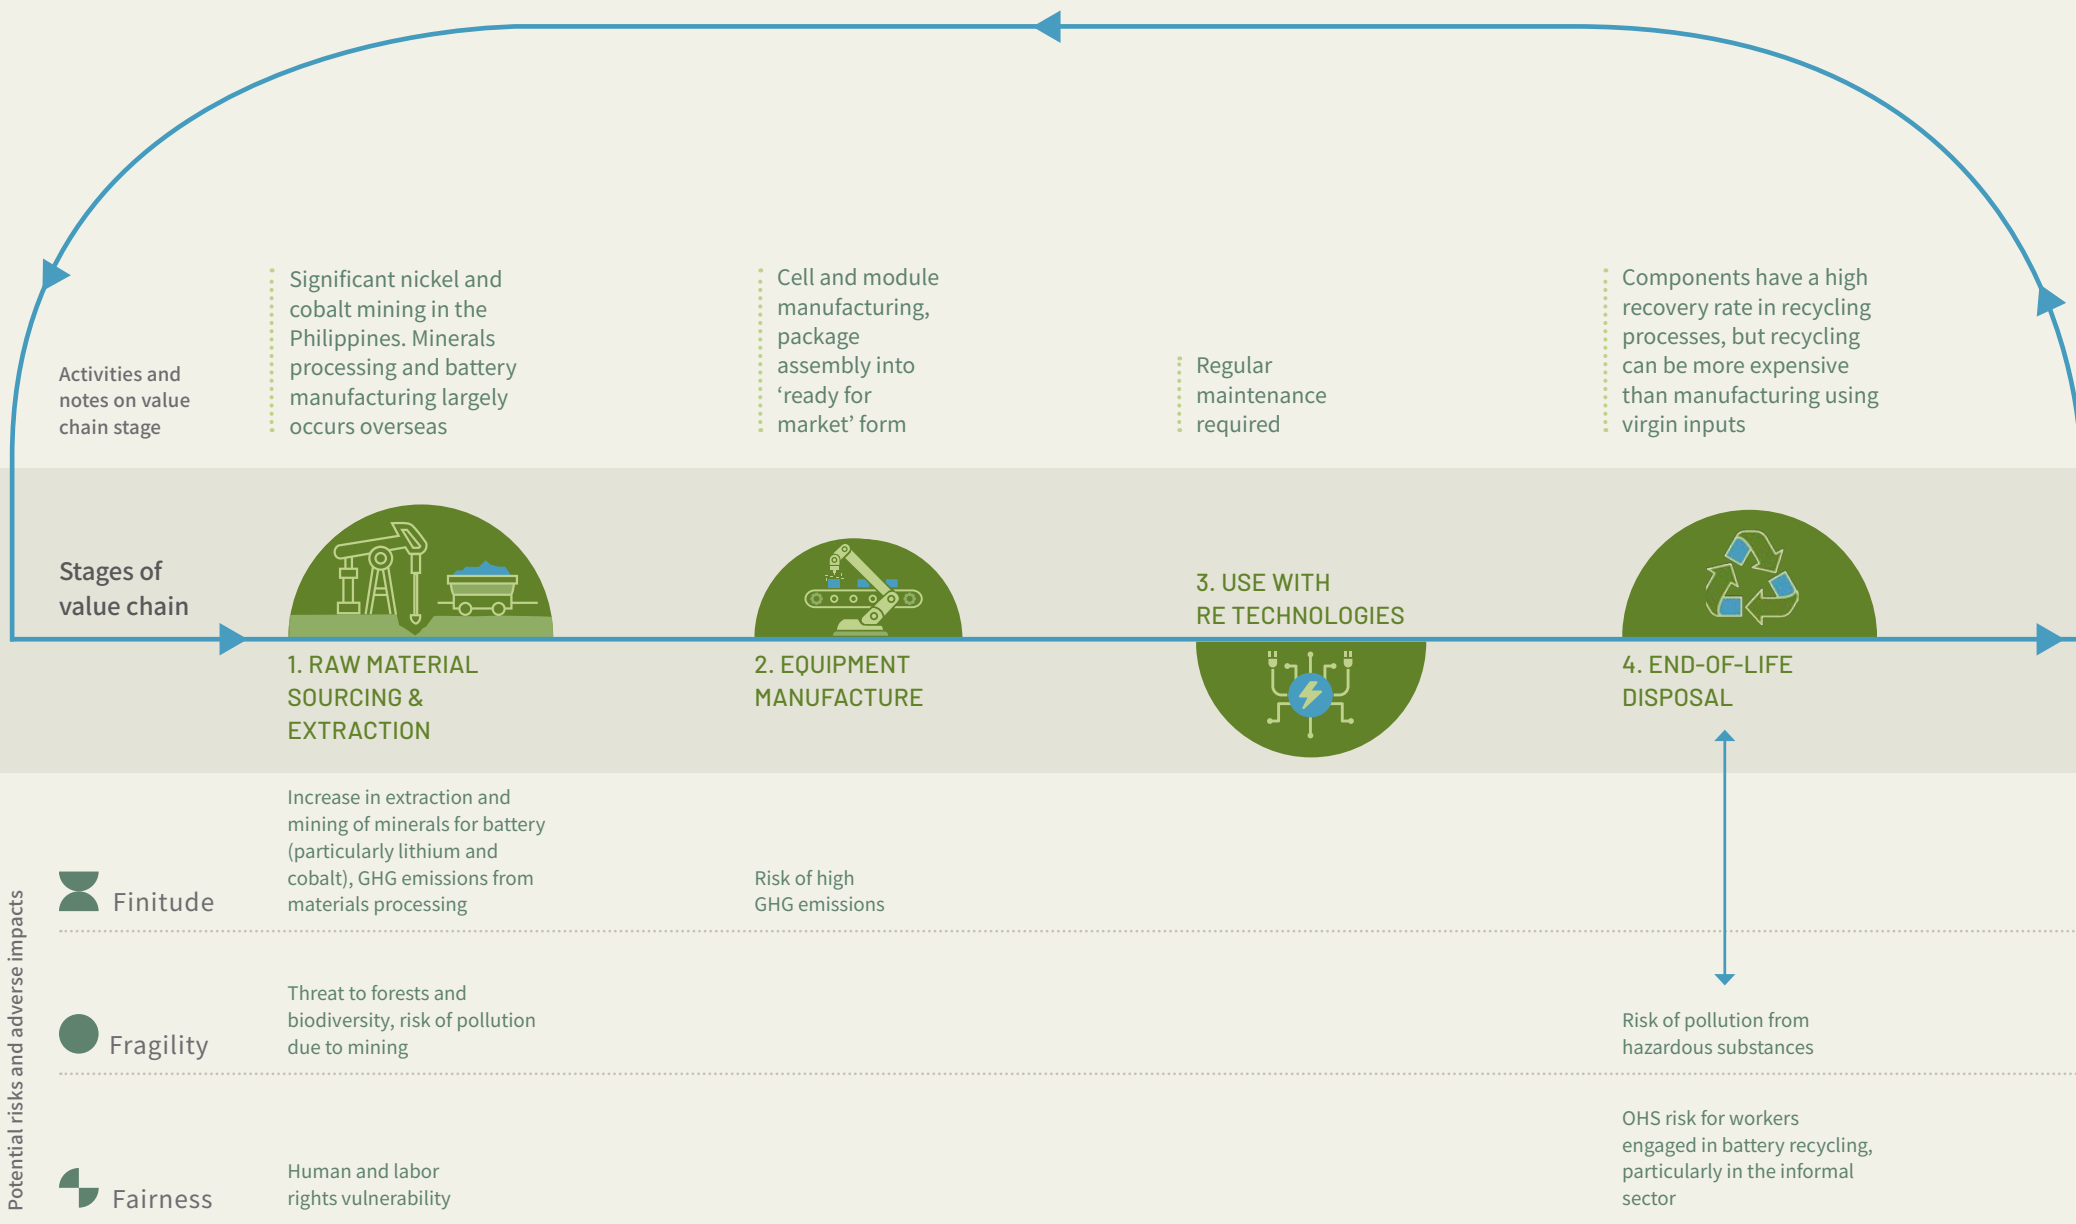 Activities and
notes on value
chain stage
Significant nickel and
cobalt mining in the
Philippines. Minerals
processing and battery
manufacturing largely
occurs overseas
Cell and module
manufacturing,
package
assembly into
‘ready for
market’ form
Regular
maintenance
required
Components have a high
recovery rate in recycling
processes, but recycling
can be more expensive
than manufacturing using
virgin inputs
Stages of
value chain
1. RAW MATERIAL
SOURCING &
EXTRACTION
2. EQUIPMENT
MANUFACTURE
3. USE WITH
RE TECHNOLOGIES
4. END-OF-LIFE
DISPOSAL
Potential risks and adverse impacts
Finitude
Increase in extraction and
mining of minerals for battery
(particularly lithium and
cobalt), GHG emissions from
materials processing
Risk of high
GHG emissions
Fragility
Threat to forests and
biodiversity, risk of pollution
due to mining
Risk of pollution from
hazardous substances
Fairness
Human and labor
rights vulnerability
OHS risk for workers
engaged in battery recycling,
particularly in the informal
sector